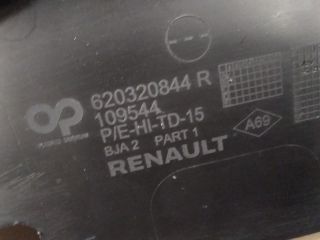 620320844 R
109544
P/E-HI-TD-15
BJA 2 PART 1
RENAULT
A69